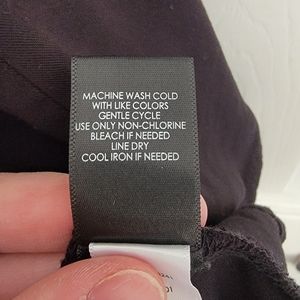 MACHINE WASH COLD
WITH LIKE COLORS
GENTLE CYCLE
USE ONLY NON-CHLORINE
BLEACH IF NEEDED
LINE DRY
COOL IRON IF NEEDED